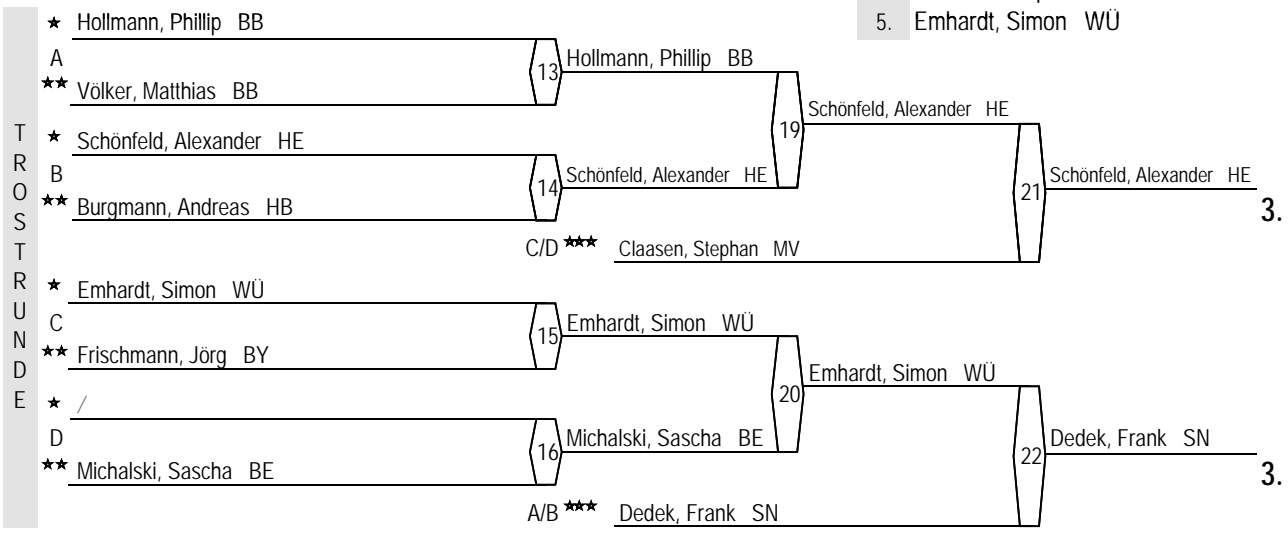 5. Emhardt, Simon WÜ
TROSTRUNDE
★ Hollmann, Phillip BB
A
★★ Völker, Matthias BB
13
Hollmann, Phillip BB
★ Schönfeld, Alexander HE
B
★★ Burgmann, Andreas HB
14
Schönfeld, Alexander HE
19
Schönfeld, Alexander HE
C/D ★★★ Claasen, Stephan MV
21
Schönfeld, Alexander HE
3.
★ Emhardt, Simon WÜ
C
★★ Frischmann, Jörg BY
15
Emhardt, Simon WÜ
★ /
D
★★ Michalski, Sascha BE
16
Michalski, Sascha BE
20
Emhardt, Simon WÜ
A/B ★★★ Dedek, Frank SN
22
Dedek, Frank SN
3.